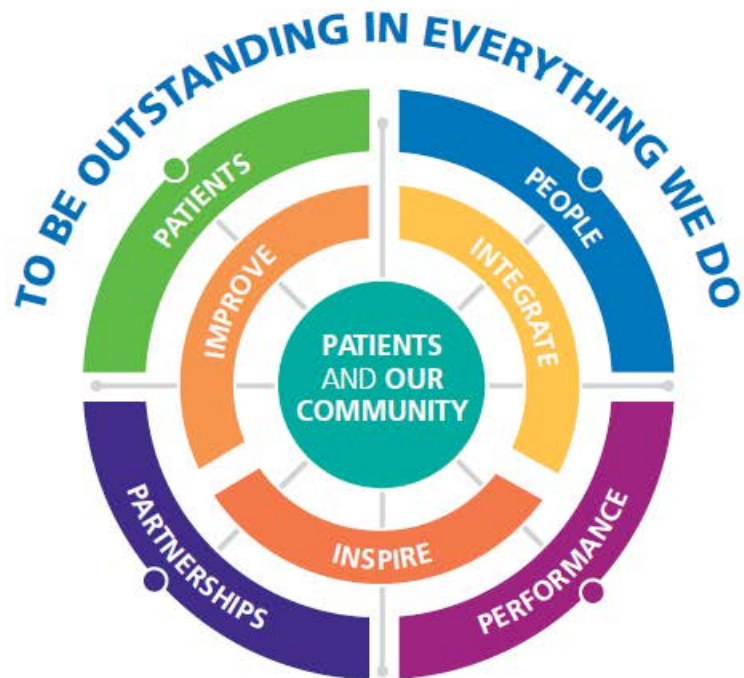 TO BE OUTSTANDING IN EVERYTHING WE DO
PATIENTS
PEOPLE
IMPROVE
INTEGRATE
PATIENTS
AND OUR
COMMUNITY
INSPIRE
PARTNERSHIPS
PERFORMANCE